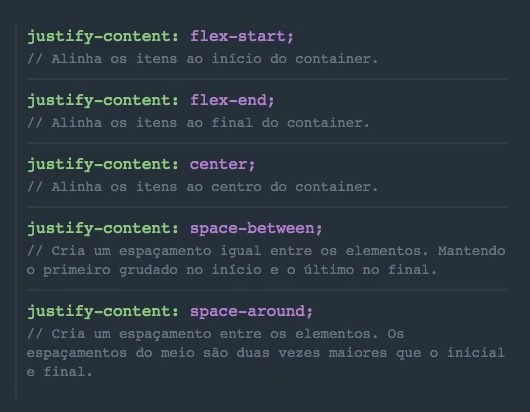 justify-content: flex-start;
// Alinha os itens ao início do container.
justify-content: flex-end;
// Alinha os itens ao final do container.
justify-content: center;
// Alinha os itens ao centro do container.
justify-content: space-between;
// Cria um espaçamento igual entre os elementos. Mantendo
o primeiro grudado no início e o último no final.
justify-content: space-around;
// Cria um espaçamento entre os elementos. Os
espaçamentos do meio são duas vezes maiores que o inicial
e final.